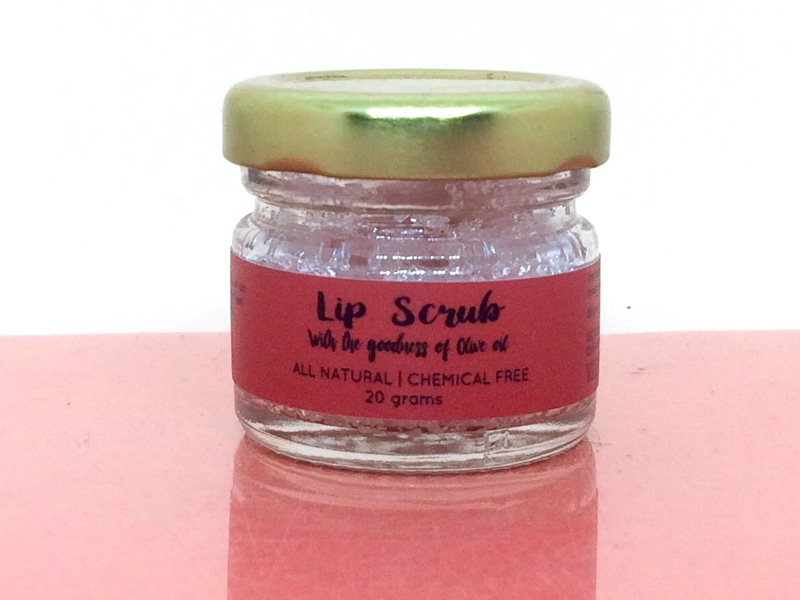 Lip Scrub
With the goodness of Olive oil
ALL NATURAL | CHEMICAL FREE
20 grams